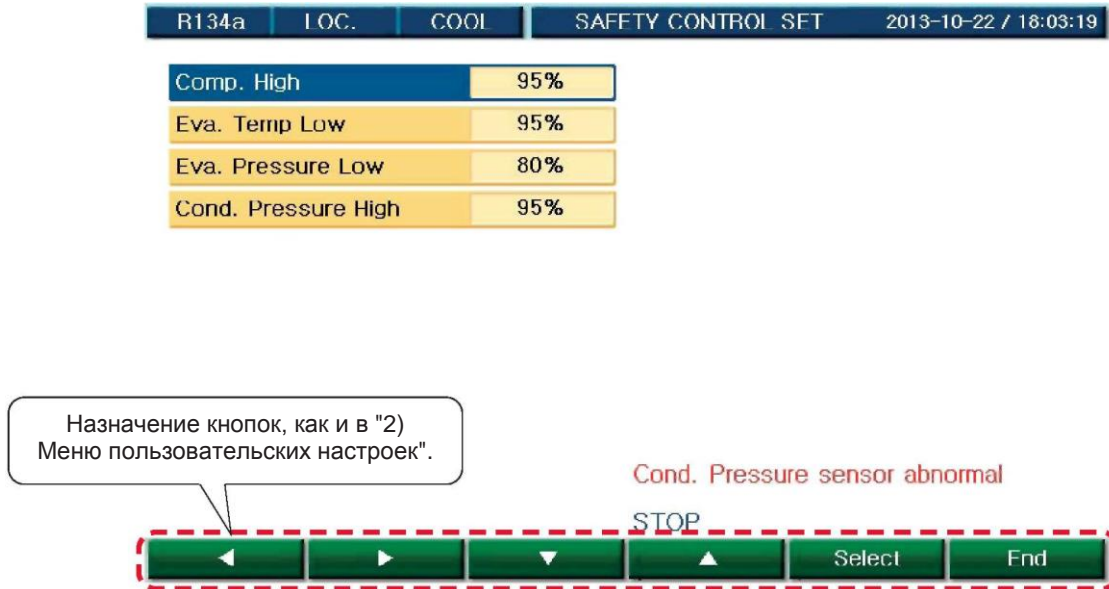 R134a LOC. COOL SAFETY CONTROL SET 2013-10-22 / 18:03:19
Comp. High 95%
Eva. Temp Low 95%
Eva. Pressure Low 80%
Cond. Pressure High 95%
Назначение кнопок, как и в "2)
Меню пользовательских настроек".
Cond. Pressure sensor abnormal
STOP
◀ ▶ ▼ ▲ Select End